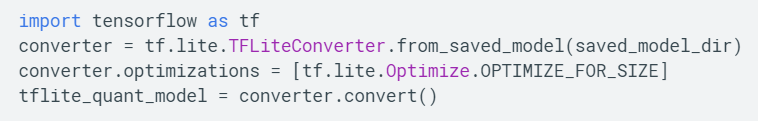 import tensorflow as tf
converter = tf.lite.TFLiteConverter.from_saved_model(saved_model_dir)
converter.optimizations = [tf.lite.Optimize.OPTIMIZE_FOR_SIZE]
tflite_quant_model = converter.convert()